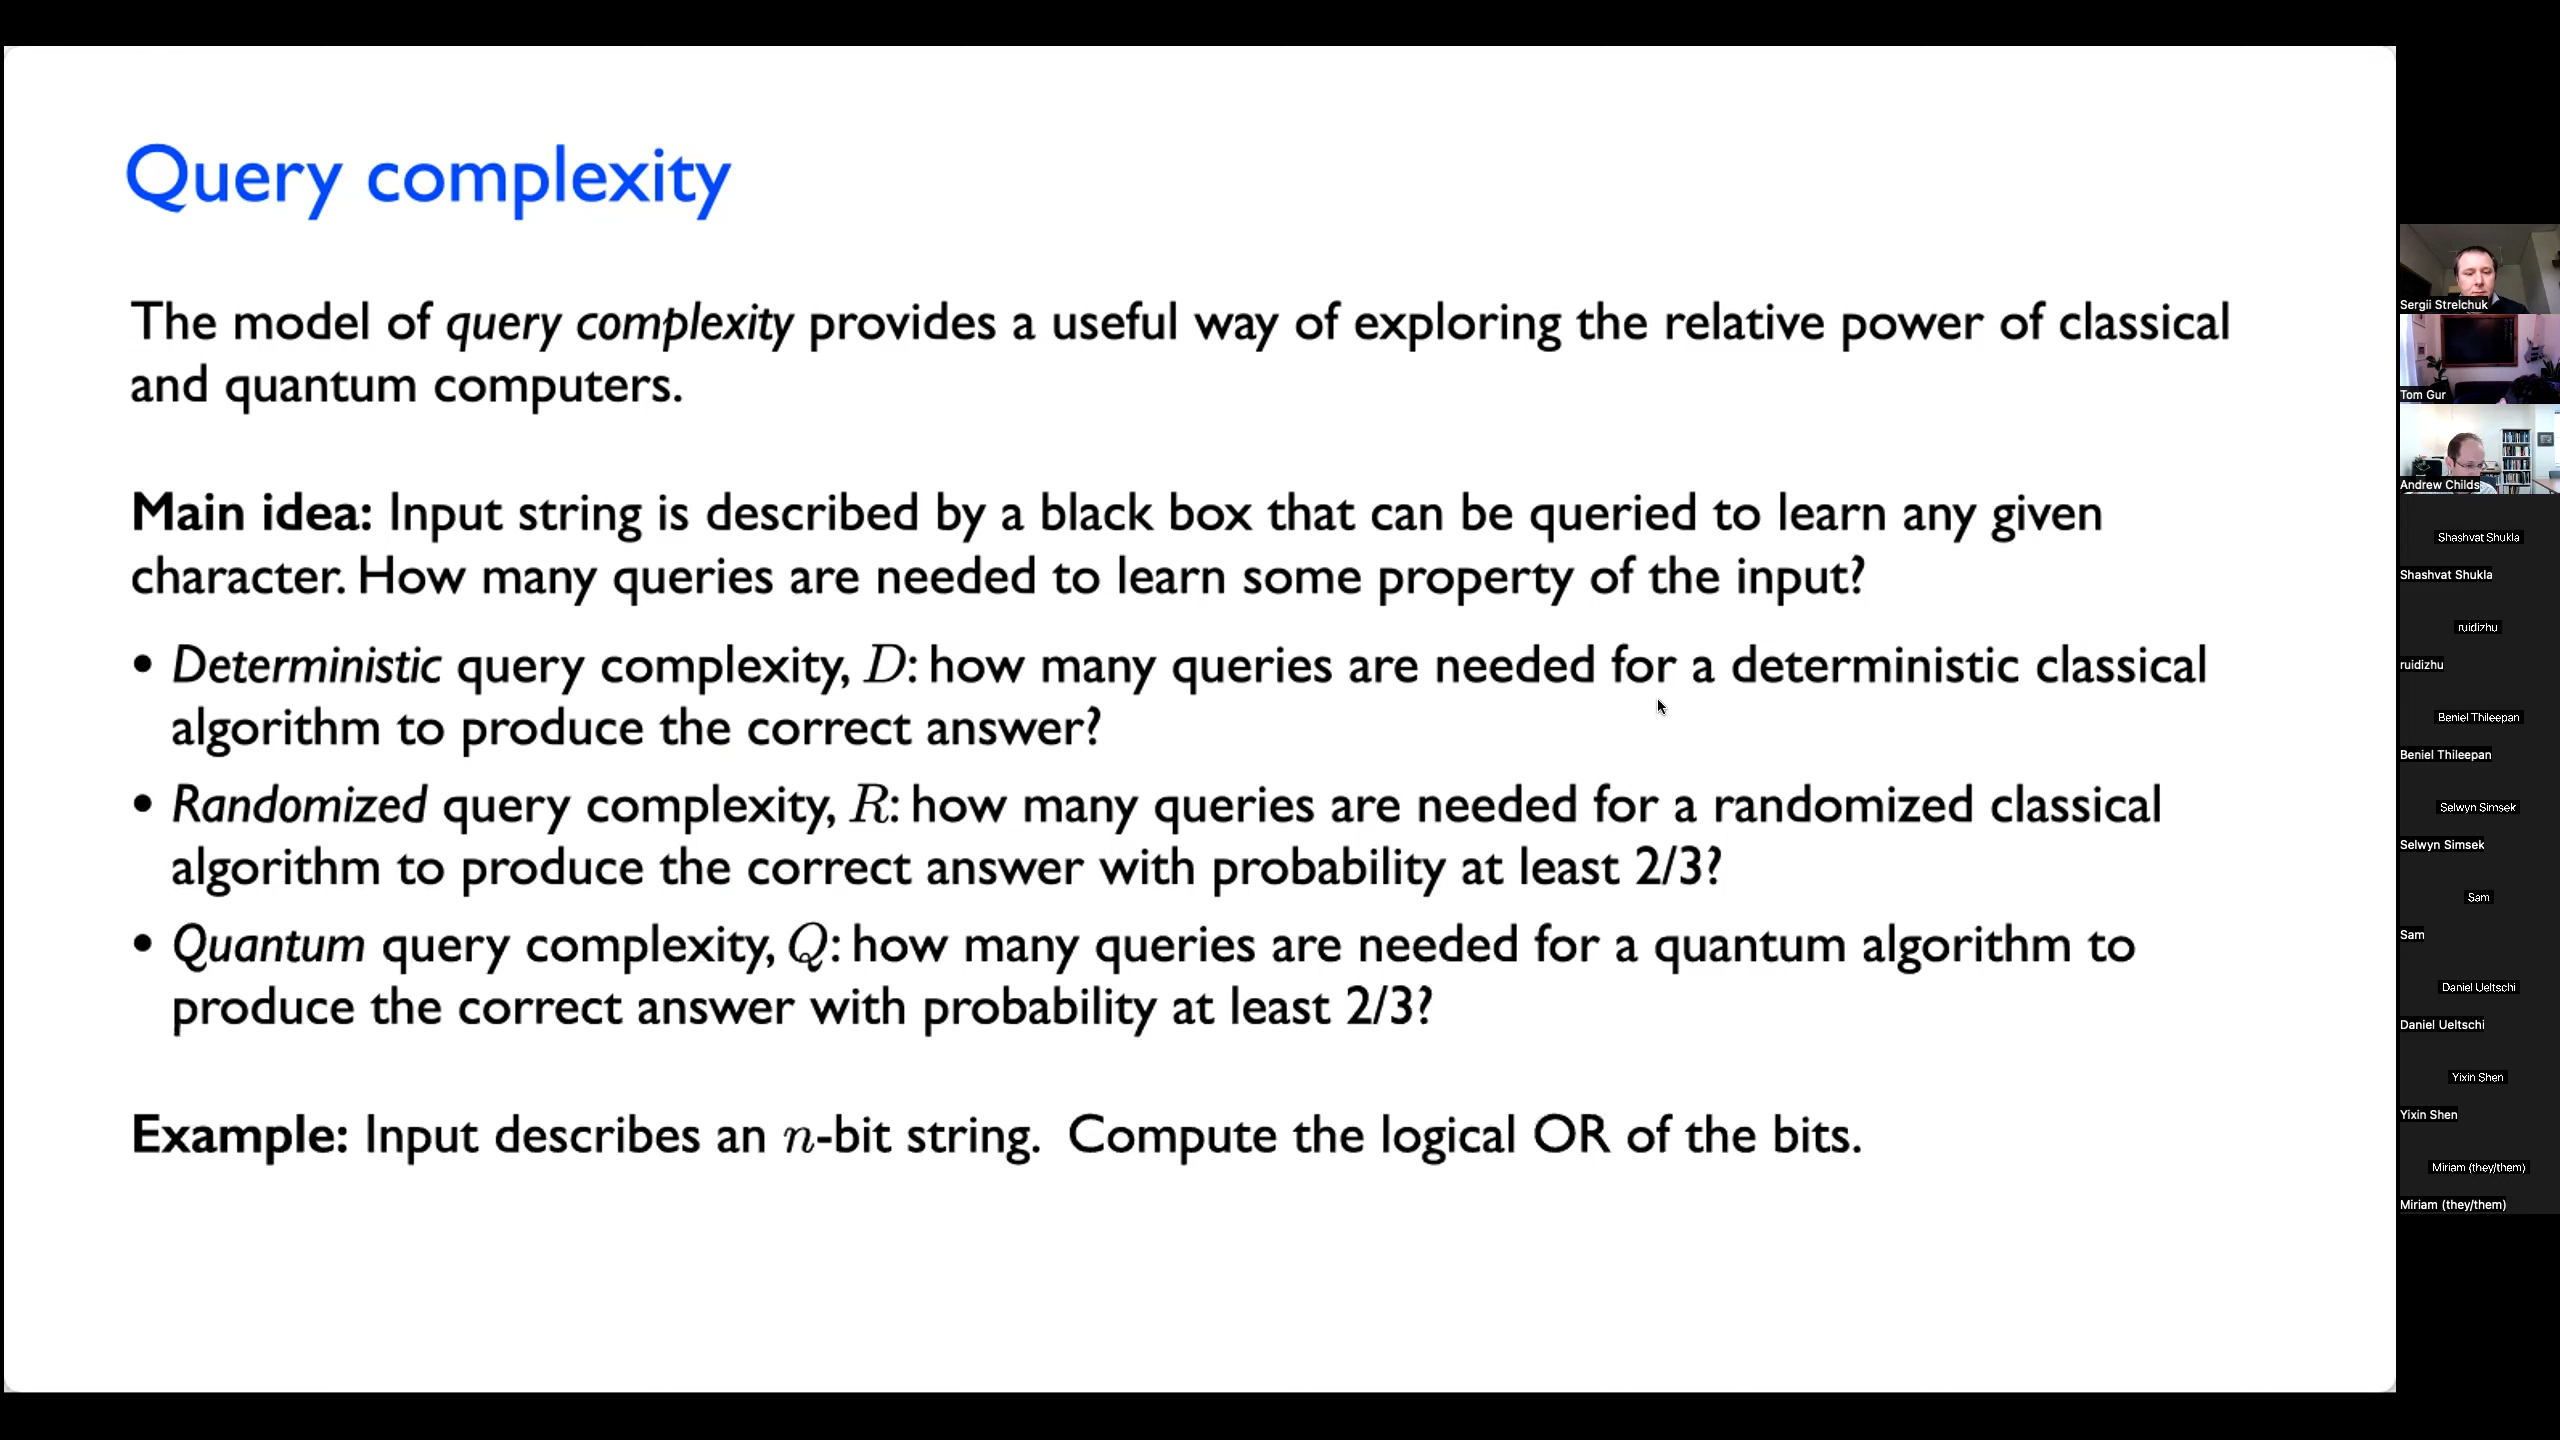 Query complexity
The model of query complexity provides a useful way of exploring the relative power of classical
and quantum computers.
Main idea: Input string is described by a black box that can be queried to learn any given
character. How many queries are needed to learn some property of the input?
• Deterministic query complexity, D: how many queries are needed for a deterministic classical
algorithm to produce the correct answer?
• Randomized query complexity, R: how many queries are needed for a randomized classical
algorithm to produce the correct answer with probability at least 2/3?
• Quantum query complexity, Q: how many queries are needed for a quantum algorithm to
produce the correct answer with probability at least 2/3?
Example: Input describes an n-bit string. Compute the logical OR of the bits.
Sergii Strelchuk
Tom Gur
Andrew Childs
Shashvat Shukla
Shashvat Shukla
ruidizhu
ruidizhu
Beniel Thileepan
Beniel Thileepan
Selwyn Simsek
Selwyn Simsek
Sam
Sam
Daniel Ueltschi
Daniel Ueltschi
Yixin Shen
Yixin Shen
Miriam (they/them)
Miriam (they/them)